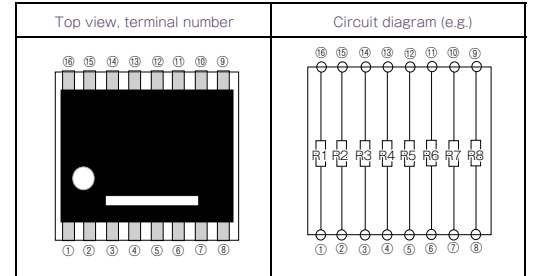 Top view, terminal number
Circuit diagram (e.g.)
⑯ ⑮ ⑭ ⑬ ⑫ ⑪ ⑩ ⑨
① ② ③ ④ ⑤ ⑥ ⑦ ⑧
⑯ ⑮ ⑭ ⑬ ⑫ ⑪ ⑩ ⑨
R1 R2 R3 R4 R5 R6 R7 R8
① ② ③ ④ ⑤ ⑥ ⑦ ⑧